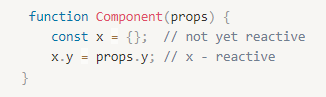 function Component(props) {
const x = {};  // not yet reactive
x.y = props.y; // x - reactive
}